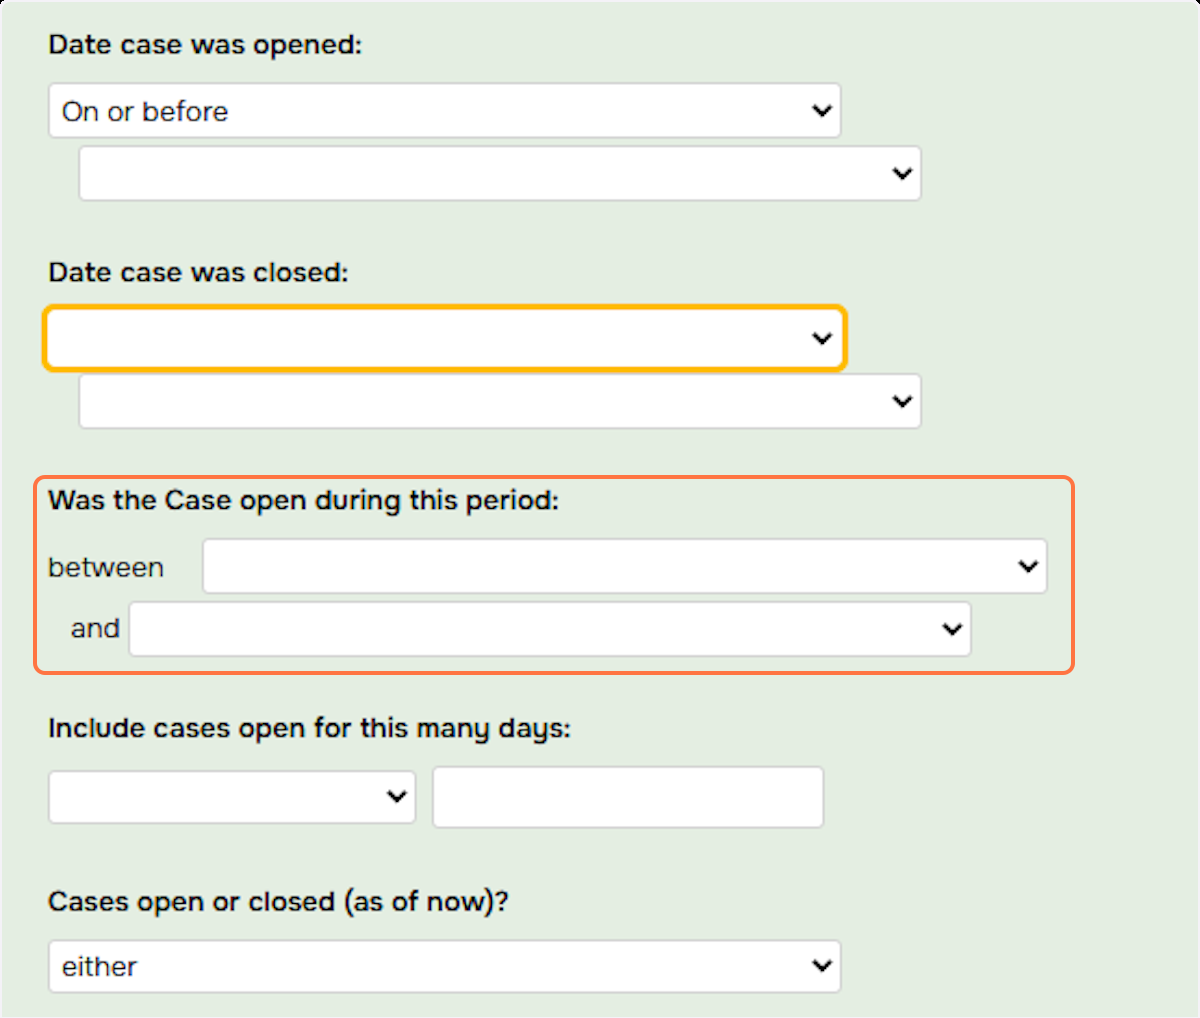 Date case was opened:
On or before
Date case was closed:
Was the Case open during this period:
between
and
Include cases open for this many days:
Cases open or closed (as of now)?
either